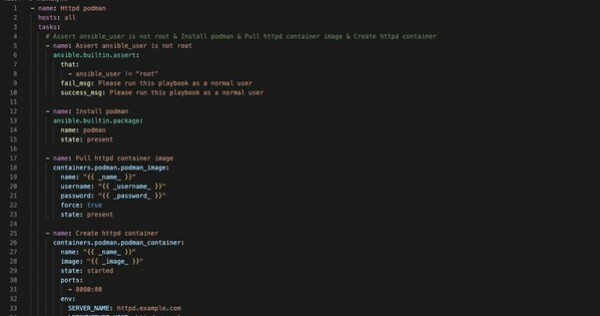 1 - name: Httpd podman
2 hosts: all
3 tasks:
4 # Assert ansible_user is not root & Install podman & Pull httpd container image & Create httpd container
5 - name: Assert ansible_user is not root
6 ansible.builtin.assert:
7 that:
8 - ansible_user != "root"
9 fail_msg: Please run this playbook as a normal user
10 success_msg: Please run this playbook as a normal user
11
12 - name: Install podman
13 ansible.builtin.package:
14 name: podman
15 state: present
16
17 - name: Pull httpd container image
18 containers.podman.podman_image:
19 name: "{{ _name_ }}"
20 username: "{{ _username_ }}"
21 password: "{{ _password_ }}"
22 force: true
23 state: present
24
25 - name: Create httpd container
26 containers.podman.podman_container:
27 name: "{{ _name_ }}"
28 image: "{{ _image_ }}"
29 state: started
30 ports:
31 - 8080:80
32 env:
33 SERVER_NAME: httpd.example.com